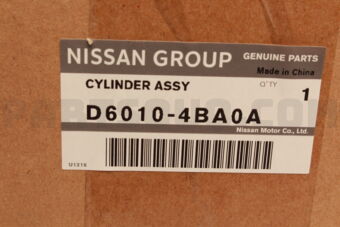 NISSAN GROUP GENUINE PARTS
Made in China
CYLINDER ASSY Q'TY 1
D6010-4BA0A
Nissan Motor Co., Ltd.